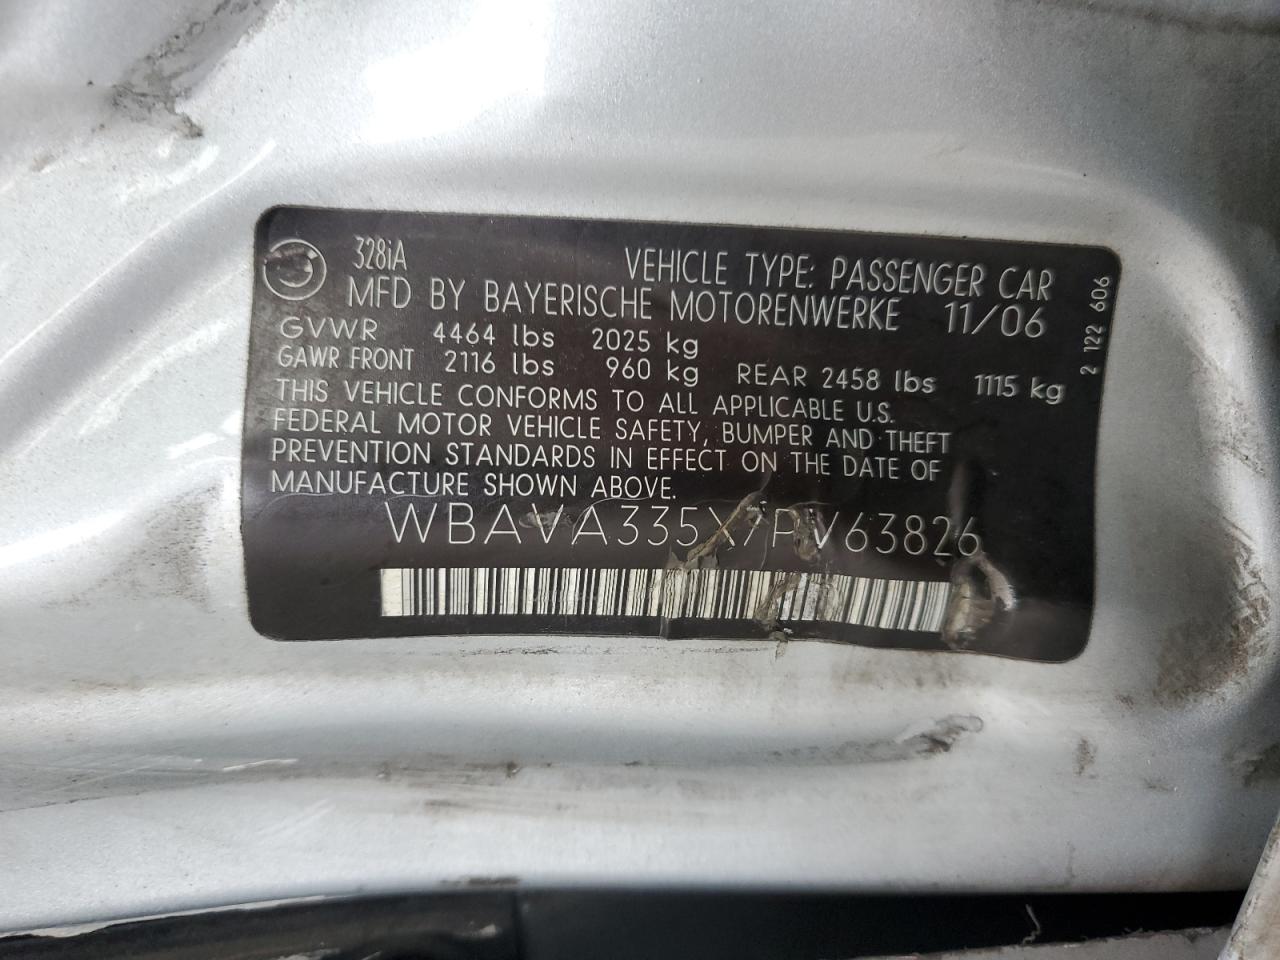 328iA VEHICLE TYPE: PASSENGER CAR
MFD BY BAYERISCHE MOTORENWERKE 11/06
GVWR 4464 lbs 2025 kg
GAWR FRONT 2116 lbs 960 kg REAR 2458 lbs 1115 kg
THIS VEHICLE CONFORMS TO ALL APPLICABLE U.S.
FEDERAL MOTOR VEHICLE SAFETY, BUMPER AND THEFT
PREVENTION STANDARDS IN EFFECT ON THE DATE OF
MANUFACTURE SHOWN ABOVE.
WBAVA335X7PV63826
2 122 606